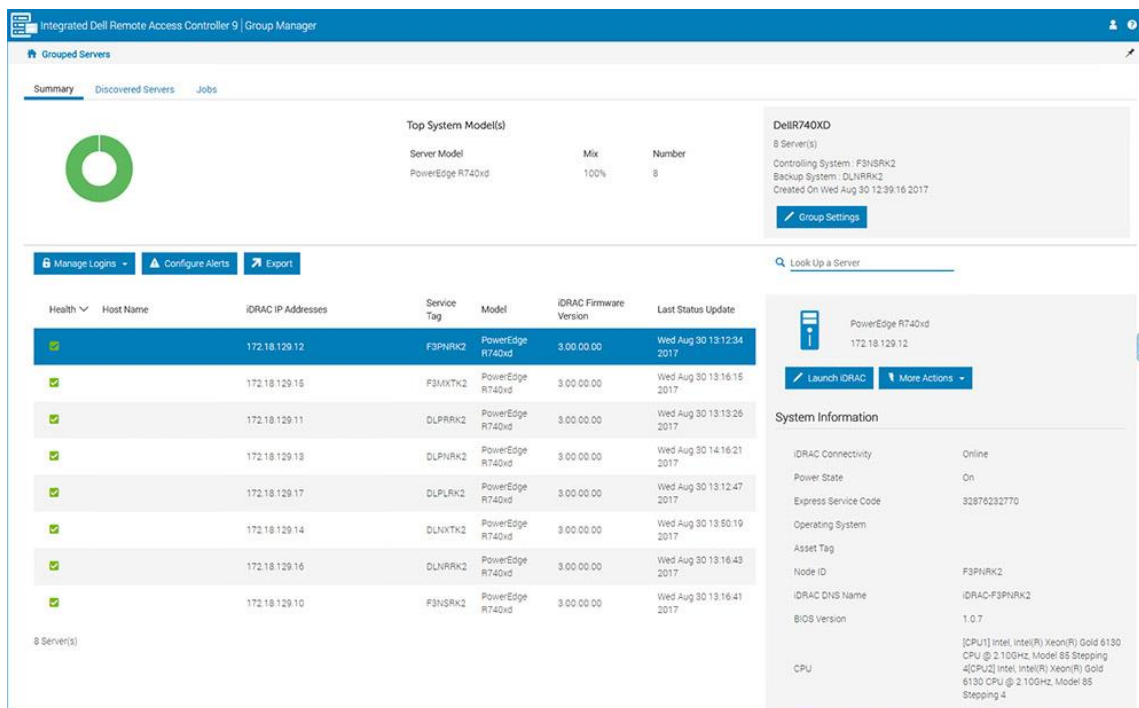 Integrated Dell Remote Access Controller 9 | Group Manager
Grouped Servers
Summary Discovered Servers Jobs
Top System Model(s)
Server Model Mix Number
PowerEdge R740xd 100% 8
DellR740XD
8 Server(s)
Controlling System : F3NSRK2
Backup System : DLNRRK2
Created On Wed Aug 30 12:39:16 2017
Group Settings
Manage Logins Configure Alerts Export
Look Up a Server
Health Host Name iDRAC IP Addresses Service Tag Model iDRAC Firmware Version Last Status Update
172.18.129.12 F3PNRK2 PowerEdge R740xd 3.00.00.00 Wed Aug 30 13:12:34 2017
172.18.129.15 F3MXTK2 PowerEdge R740xd 3.00.00.00 Wed Aug 30 13:16:15 2017
172.18.129.11 DLPRRK2 PowerEdge R740xd 3.00.00.00 Wed Aug 30 13:13:26 2017
172.18.129.13 DLPNRK2 PowerEdge R740xd 3.00.00.00 Wed Aug 30 14:16:21 2017
172.18.129.17 DLPLRK2 PowerEdge R740xd 3.00.00.00 Wed Aug 30 13:12:47 2017
172.18.129.14 DLNXTK2 PowerEdge R740xd 3.00.00.00 Wed Aug 30 13:50:19 2017
172.18.129.16 DLNRRK2 PowerEdge R740xd 3.00.00.00 Wed Aug 30 13:16:43 2017
172.18.129.10 F3NSRK2 PowerEdge R740xd 3.00.00.00 Wed Aug 30 13:16:41 2017
8 Server(s)
PowerEdge R740xd
172.18.129.12
Launch iDRAC More Actions
System Information
iDRAC Connectivity Online
Power State On
Express Service Code 32876232770
Operating System
Asset Tag
Node ID F3PNRK2
iDRAC DNS Name iDRAC-F3PNRK2
BIOS Version 1.0.7
CPU
[CPU1] Intel, Intel(R) Xeon(R) Gold 6130
CPU @ 2.10GHz, Model 85 Stepping
4[CPU2] Intel, Intel(R) Xeon(R) Gold
6130 CPU @ 2.10GHz, Model 85
Stepping 4